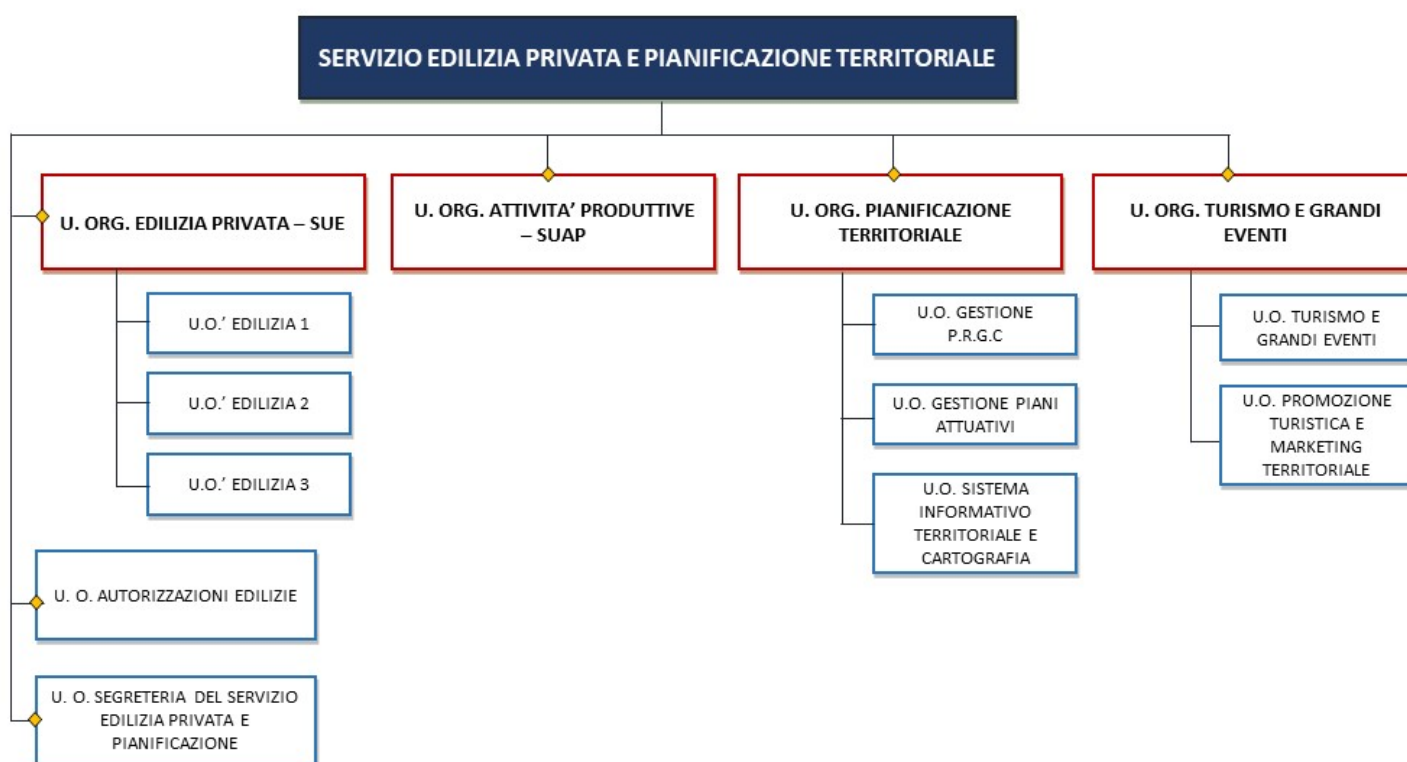 SERVIZIO EDILIZIA PRIVATA E PIANIFICAZIONE TERRITORIALE
U. ORG. EDILIZIA PRIVATA – SUE
U. ORG. ATTIVITA’ PRODUTTIVE
– SUAP
U. ORG. PIANIFICAZIONE
TERRITORIALE
U. ORG. TURISMO E GRANDI
EVENTI
U.O.’ EDILIZIA 1
U.O.’ EDILIZIA 2
U.O.’ EDILIZIA 3
U.O. GESTIONE
P.R.G.C
U.O. GESTIONE PIANI
ATTUATIVI
U.O. SISTEMA
INFORMATIVO
TERRITORIALE E
CARTOGRAFIA
U.O. TURISMO E
GRANDI EVENTI
U.O. PROMOZIONE
TURISTICA E
MARKETING
TERRITORIALE
U. O. AUTORIZZAZIONI EDILIZIE
U. O. SEGRETERIA DEL SERVIZIO
EDILIZIA PRIVATA E
PIANIFICAZIONE